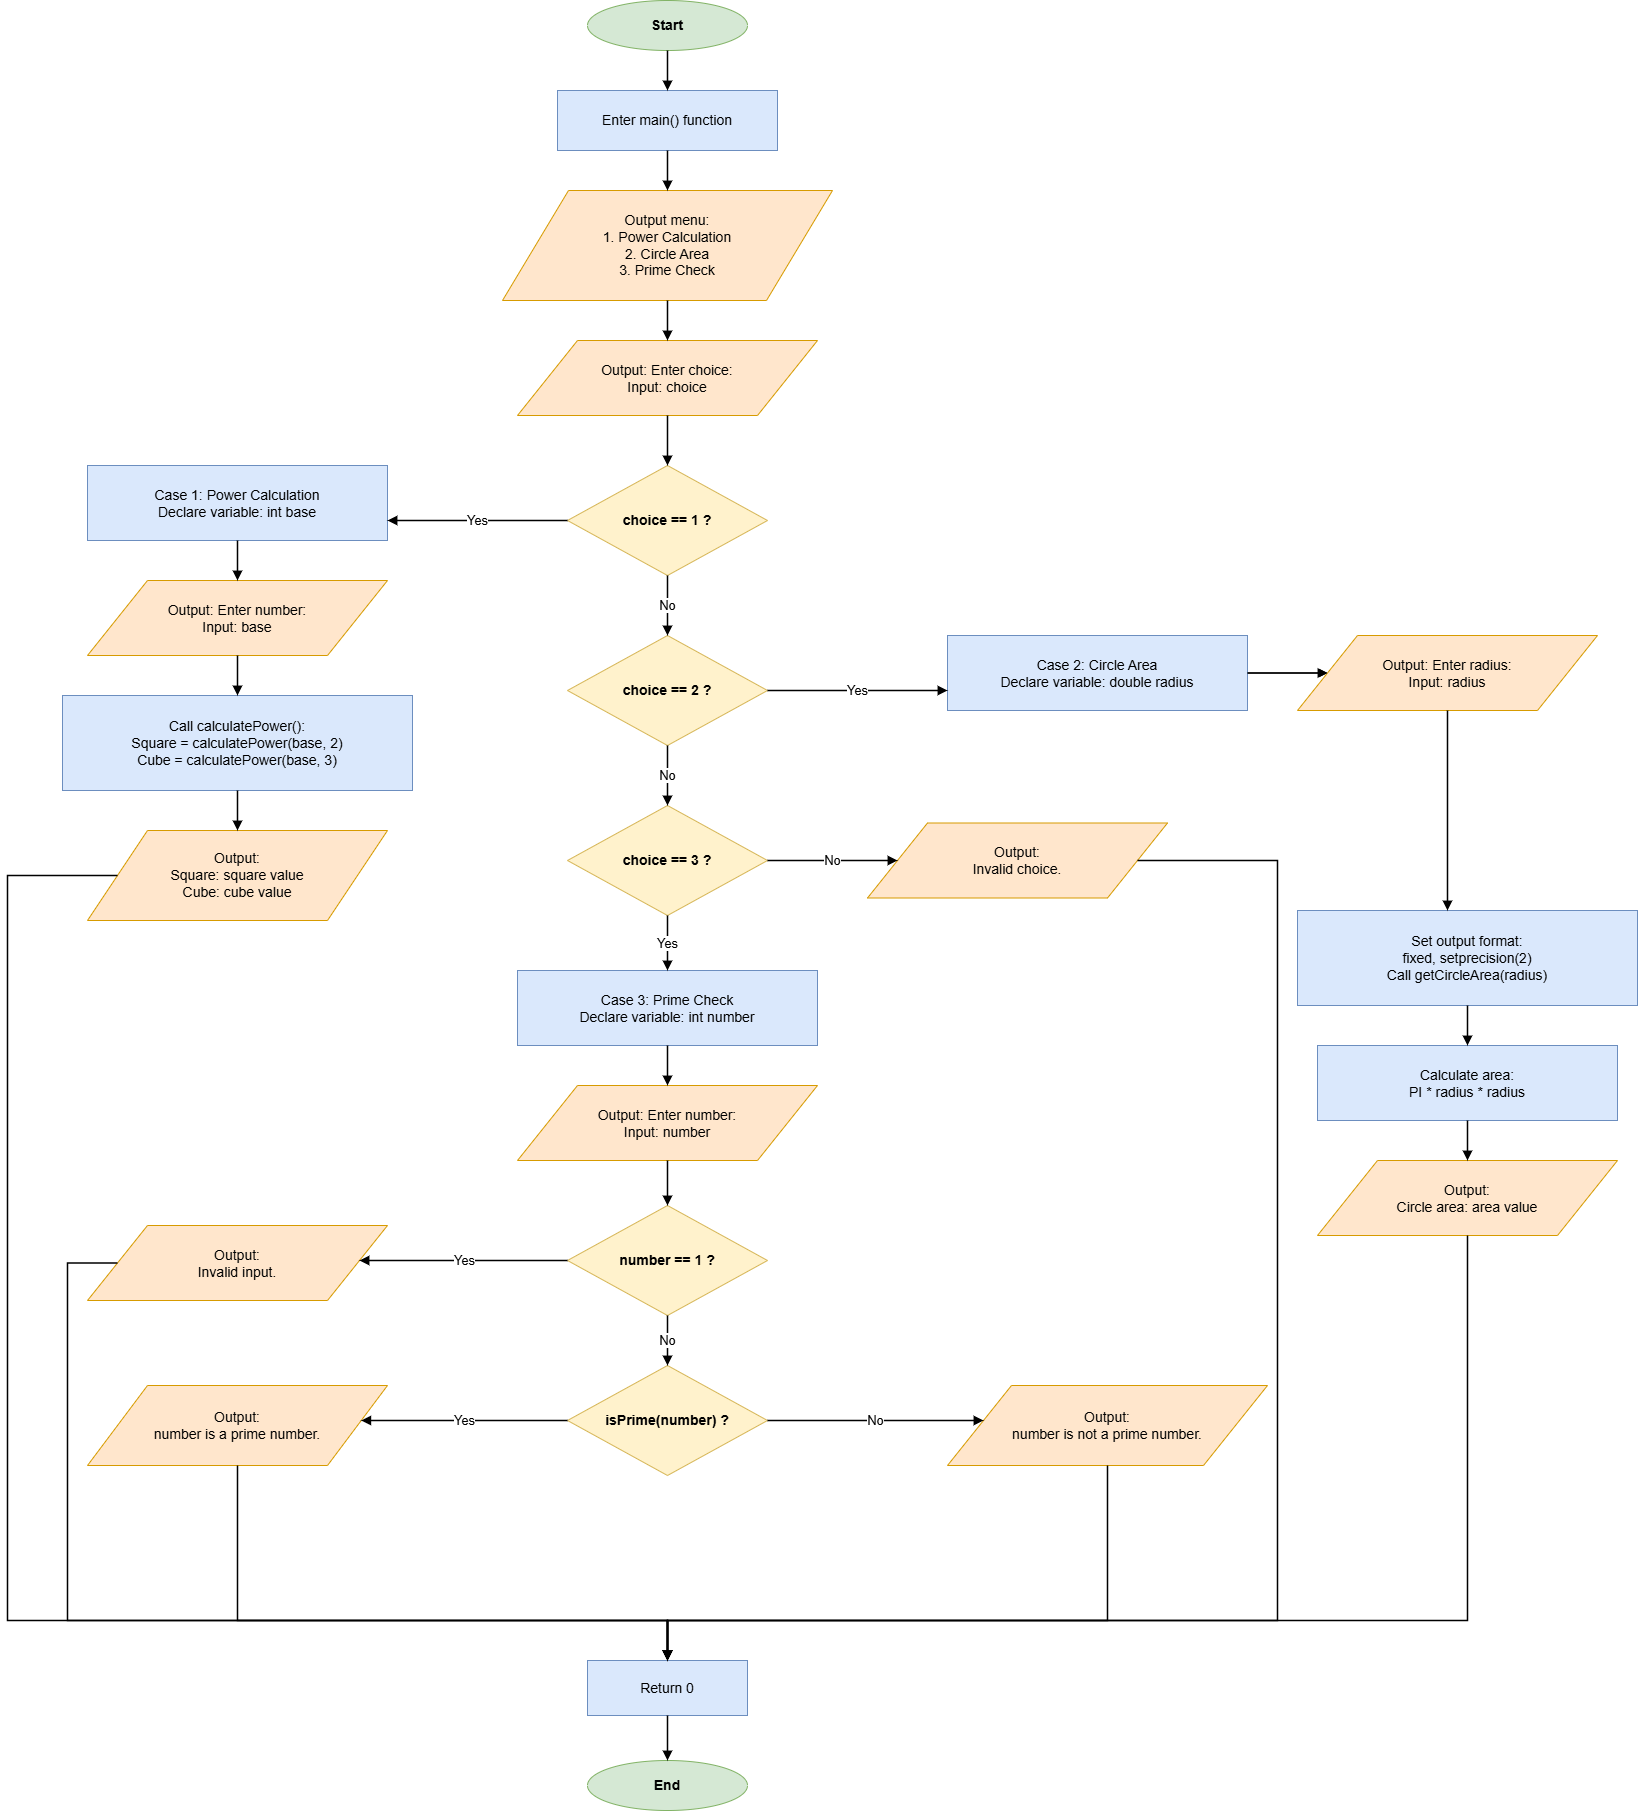 Start
Enter main() function
Output menu:
1. Power Calculation
2. Circle Area
3. Prime Check
Output: Enter choice:
Input: choice
choice == 1 ?
Yes
Case 1: Power Calculation
Declare variable: int base
Output: Enter number:
Input: base
Call calculatePower():
Square = calculatePower(base, 2)
Cube = calculatePower(base, 3)
Output:
Square: square value
Cube: cube value
No
choice == 2 ?
Yes
Case 2: Circle Area
Declare variable: double radius
Output: Enter radius:
Input: radius
Set output format:
fixed, setprecision(2)
Call getCircleArea(radius)
Calculate area:
PI * radius * radius
Output:
Circle area: area value
No
choice == 3 ?
No
Output:
Invalid choice.
Yes
Case 3: Prime Check
Declare variable: int number
Output: Enter number:
Input: number
number == 1 ?
Yes
Output:
Invalid input.
No
isPrime(number) ?
Yes
Output:
number is a prime number.
No
Output:
number is not a prime number.
Return 0
End